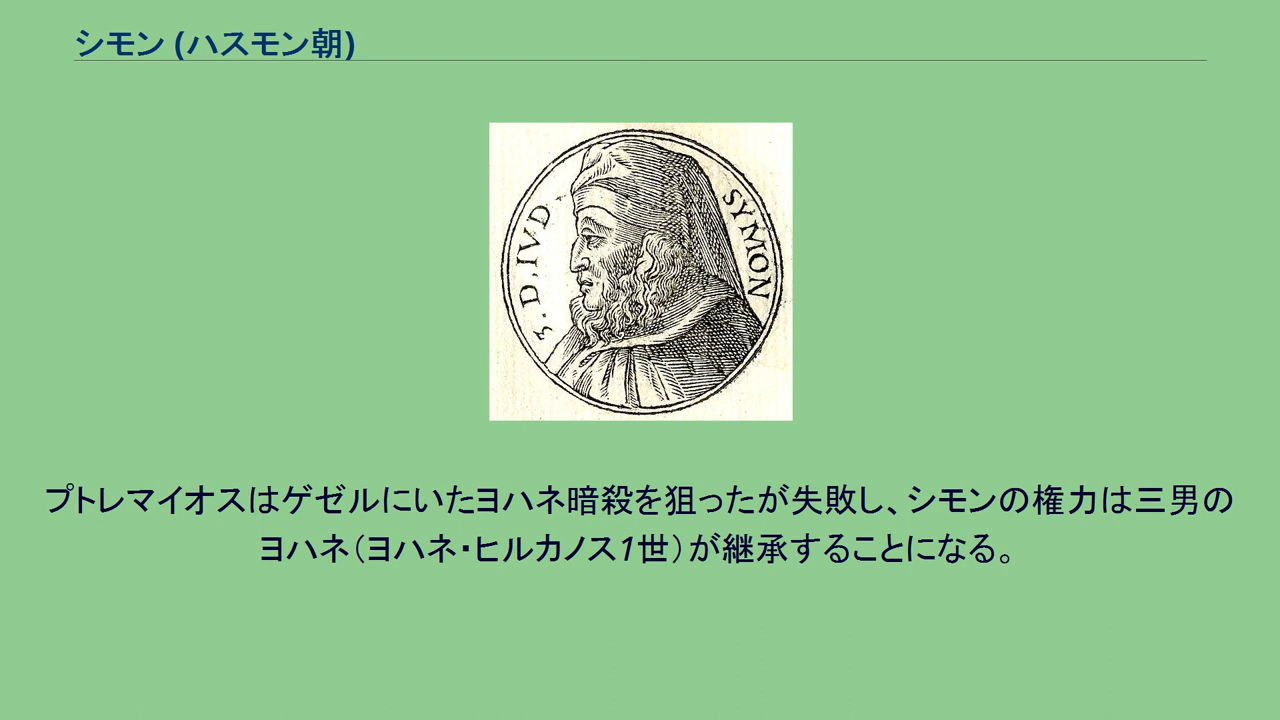 シモン (ハスモン朝)
3. D. IVD.
SYMON
プトレマイオスはゲゼルにいたヨハネ暗殺を狙ったが失敗し、シモンの権力は三男の
ヨハネ(ヨハネ・ヒルカノス1世)が継承することになる。